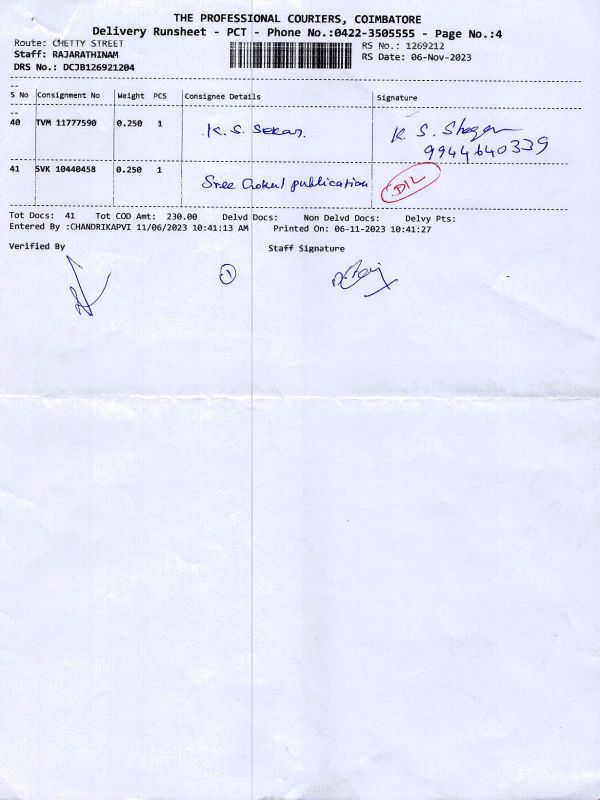 THE PROFESSIONAL COURIERS, COIMBATORE
Delivery Runsheet - PCT - Phone No.:0422-3505555 - Page No.:4
Route: CHETTY STREET
RS No.: 1269212
Staff: RAJARATHINAM
RS Date: 06-Nov-2023
DRS No.: DCJB126921204
S No Consignment No Weight PCS Consignee Details Signature
40 TVM 11777590 0.250 1 K. S. Sekar. K. S.
9944640339
41 SVK 10440458 0.250 1 Sree Gokul publication D/L
Tot Docs: 41 Tot COD Amt: 230.00 Delvd Docs: Non Delvd Docs: Delvy Pts:
Entered By :CHANDRIKAPVI 11/06/2023 10:41:13 AM Printed On: 06-11-2023 10:41:27
Verified By Staff Signature
1